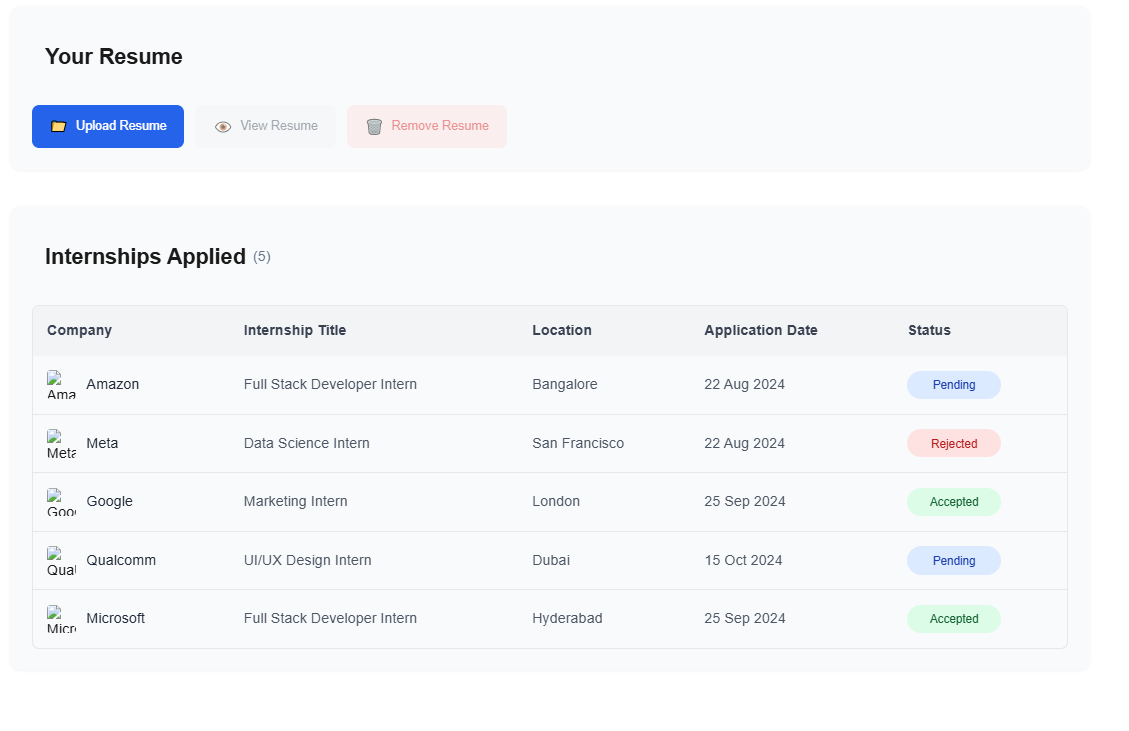 Your Resume
Upload Resume View Resume Remove Resume
Internships Applied (5)
Company Internship Title Location Application Date Status
Ama Amazon Full Stack Developer Intern Bangalore 22 Aug 2024 Pending
Meta Meta Data Science Intern San Francisco 22 Aug 2024 Rejected
Goo Google Marketing Intern London 25 Sep 2024 Accepted
Qual Qualcomm UI/UX Design Intern Dubai 15 Oct 2024 Pending
Micr Microsoft Full Stack Developer Intern Hyderabad 25 Sep 2024 Accepted